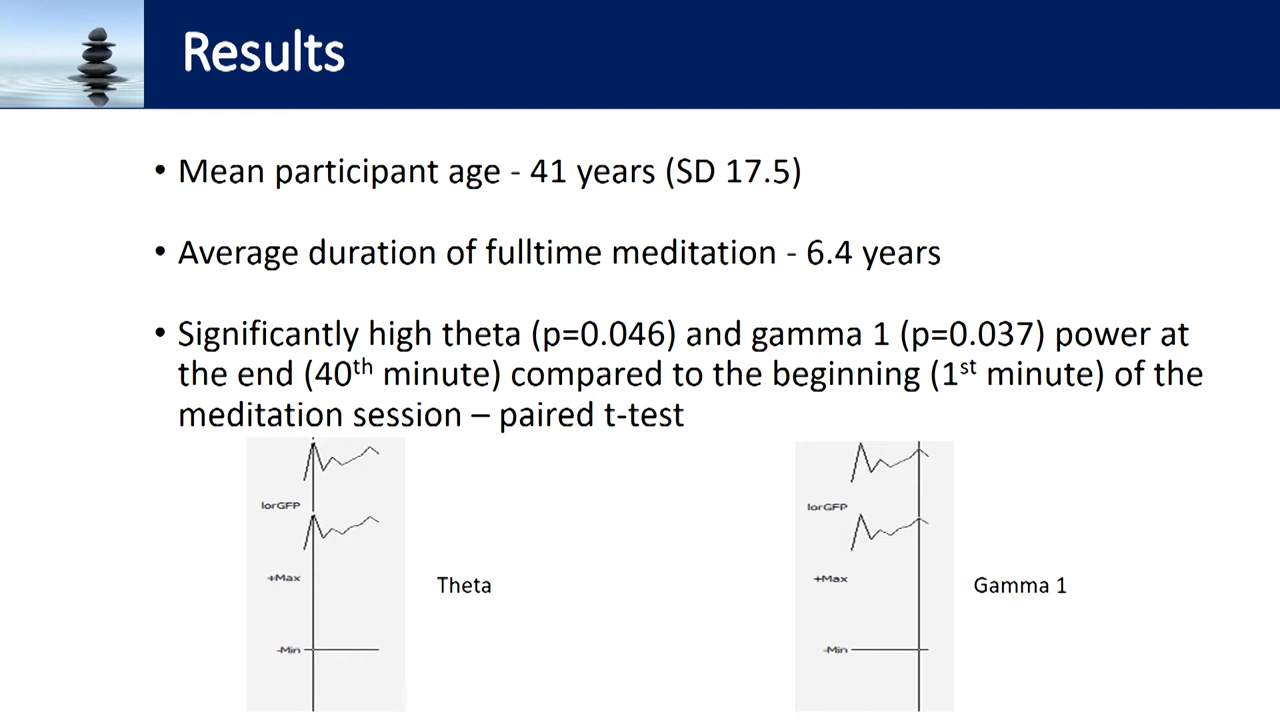 Results
• Mean participant age - 41 years (SD 17.5)
• Average duration of fulltime meditation - 6.4 years
• Significantly high theta (p=0.046) and gamma 1 (p=0.037) power at
the end (40th minute) compared to the beginning (1st minute) of the
meditation session – paired t-test
lorGFP
+Max
-Min
Theta
lorGFP
+Max
-Min
Gamma 1